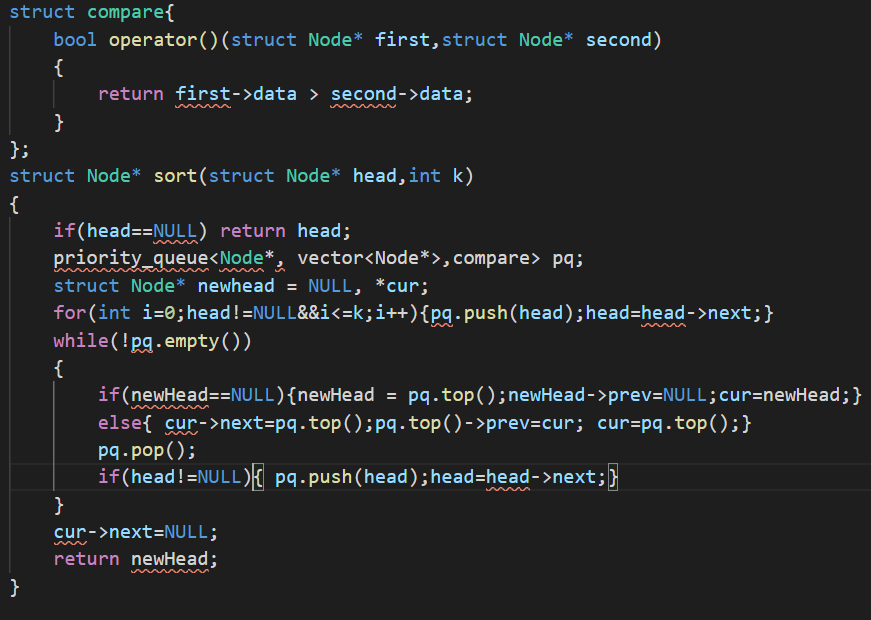 struct compare{
bool operator()(struct Node* first,struct Node* second)
{
return first->data > second->data;
}
};
struct Node* sort(struct Node* head,int k)
{
if(head==NULL) return head;
priority_queue<Node*, vector<Node*>,compare> pq;
struct Node* newhead = NULL, *cur;
for(int i=0;head!=NULL&&i<=k;i++){pq.push(head);head=head->next;}
while(!pq.empty())
{
if(newHead==NULL){newHead = pq.top();newHead->prev=NULL;cur=newHead;}
else{ cur->next=pq.top();pq.top()->prev=cur; cur=pq.top();}
pq.pop();
if(head!=NULL){ pq.push(head);head=head->next;}
}
cur->next=NULL;
return newHead;
}